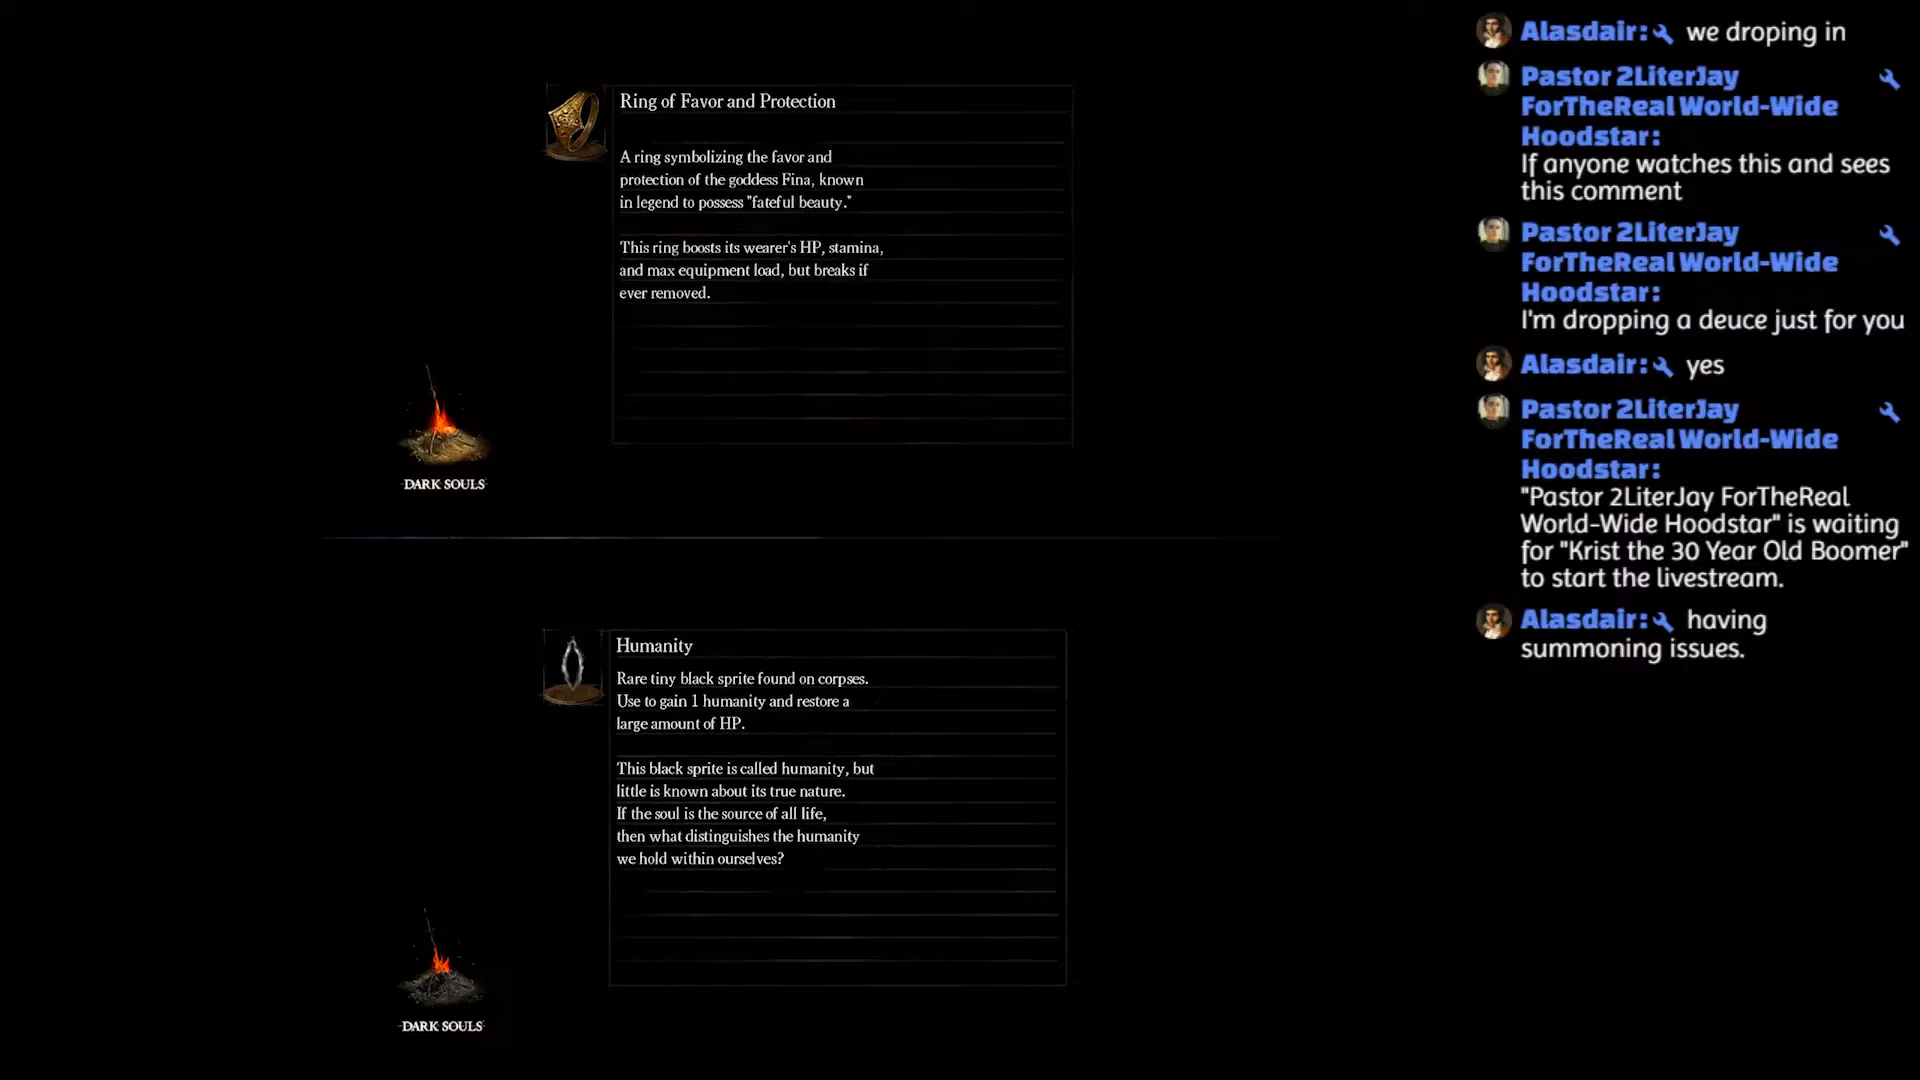 Ring of Favor and Protection
A ring symbolizing the favor and
protection of the goddess Fina, known
in legend to possess "fateful beauty."
This ring boosts its wearer's HP, stamina,
and max equipment load, but breaks if
ever removed.
DARK SOULS
Humanity
Rare tiny black sprite found on corpses.
Use to gain 1 humanity and restore a
large amount of HP.
This black sprite is called humanity, but
little is known about its true nature.
If the soul is the source of all life,
then what distinguishes the humanity
we hold within ourselves?
DARK SOULS
Alasdair: we droping in
Pastor 2LiterJay
ForTheReal World-Wide
Hoodstar:
If anyone watches this and sees
this comment
Pastor 2LiterJay
ForTheReal World-Wide
Hoodstar:
I'm dropping a deuce just for you
Alasdair: yes
Pastor 2LiterJay
ForTheReal World-Wide
Hoodstar:
"Pastor 2LiterJay ForTheReal
World-Wide Hoodstar" is waiting
for "Krist the 30 Year Old Boomer"
to start the livestream.
Alasdair: having
summoning issues.